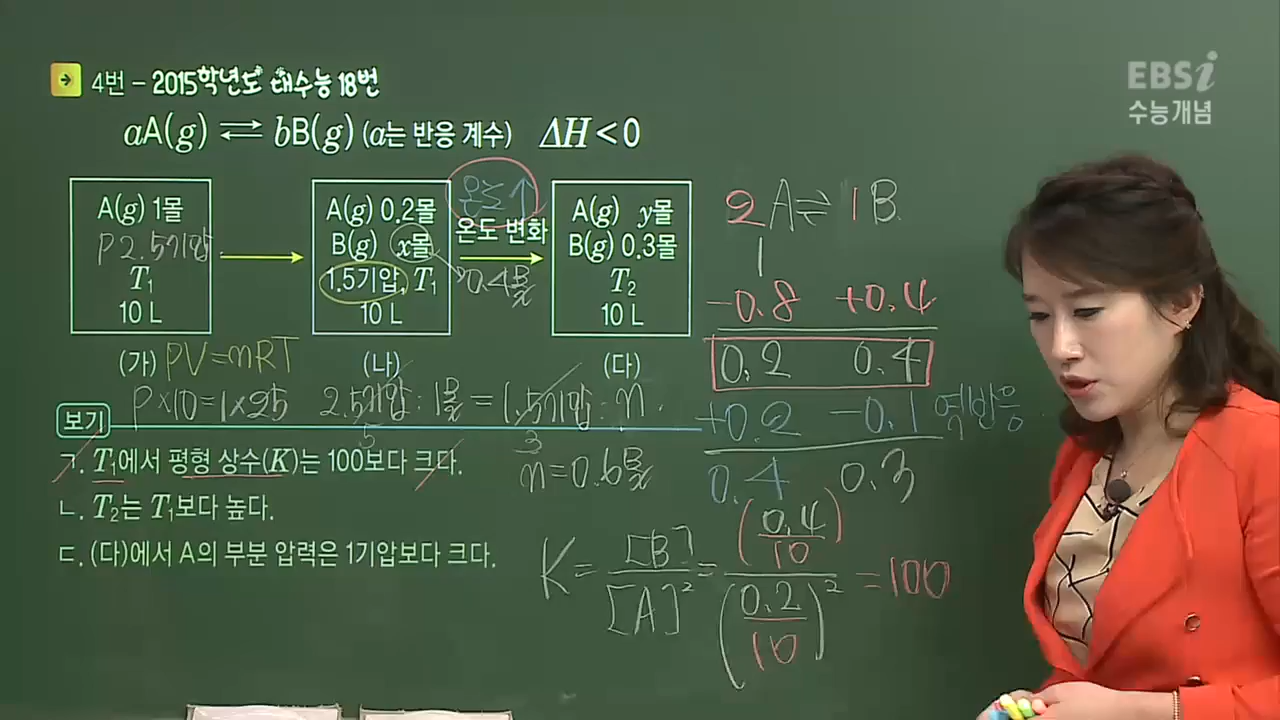 4번 - 2015학년도 대수능 18번
EBSi
수능개념
aA(g) ⇌ bB(g) (a는 반응 계수) ΔH < 0
A(g) 1몰
P 2.5기압
T₁
10 L
(가)
A(g) 0.2몰
B(g) x몰
1.5기압, T₁
10 L
(나)
온도↑
온도 변화
0.4몰
A(g) y몰
B(g) 0.3몰
T₂
10 L
(다)
2A ⇌ 1B
1
-0.8 +0.4
0.2 0.4
+0.2 -0.1 역반응
0.4 0.3
PV=nRT
P×10=1×25 2.5기압 : 1몰 = 1.5기압 : n
5 3
n=0.6몰
보기
ㄱ. T₁에서 평형 상수(K)는 100보다 크다.
ㄴ. T₂는 T₁보다 높다.
ㄷ. (다)에서 A의 부분 압력은 1기압보다 크다.
K = [B] / [A]² = (0.4/10) / (0.2/10)² = 100